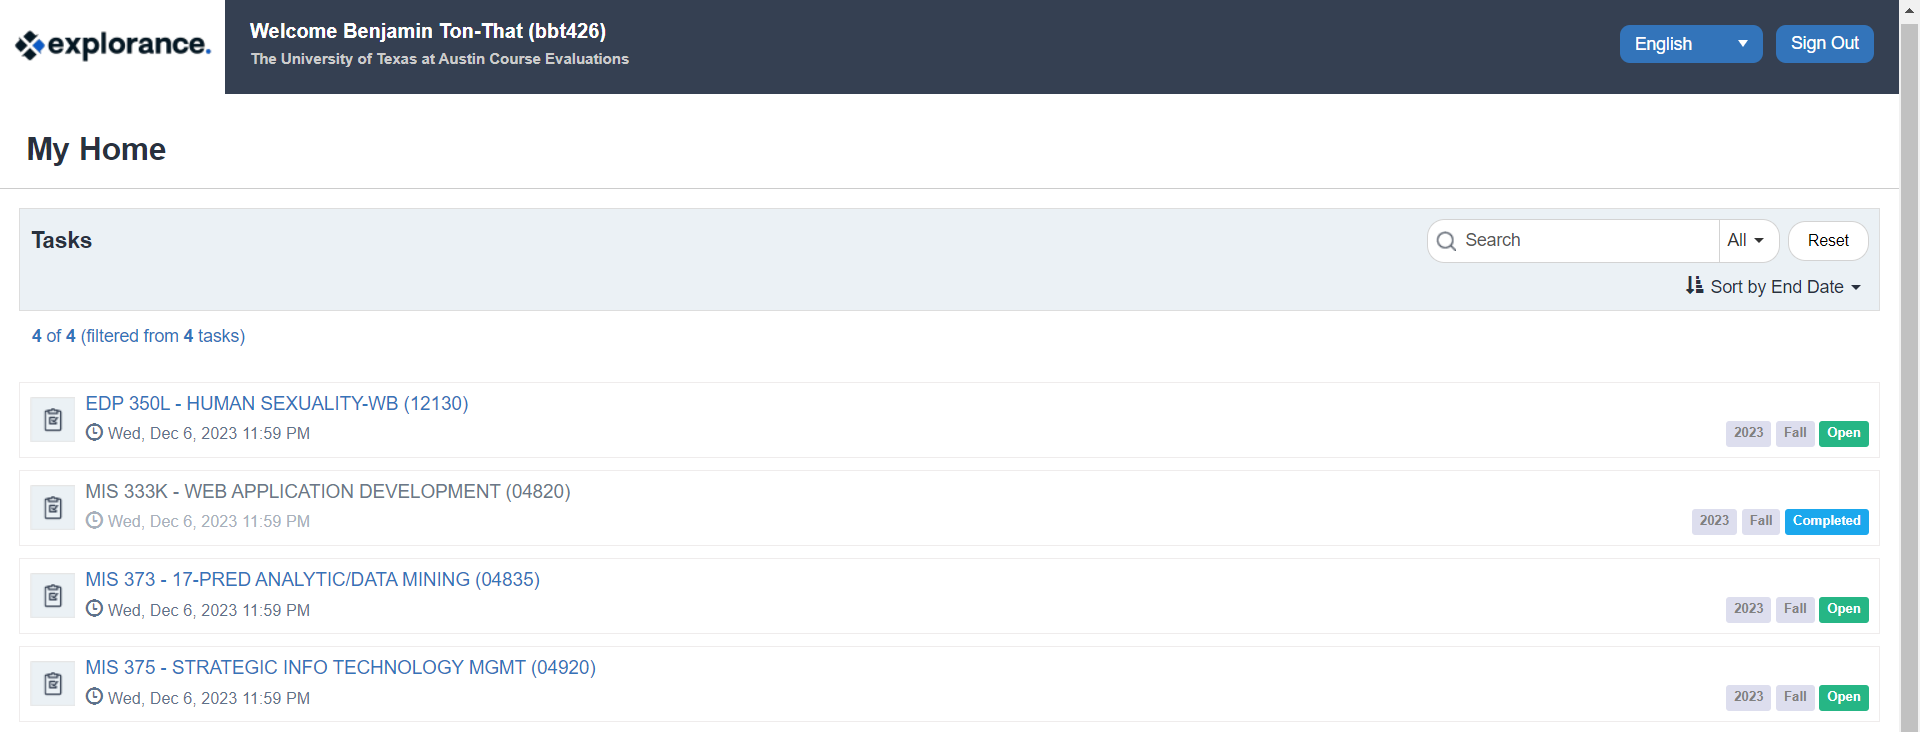 explorance.
Welcome Benjamin Ton-That (bbt426)
The University of Texas at Austin Course Evaluations
English
Sign Out
My Home
Tasks
Search
All
Reset
Sort by End Date
4 of 4 (filtered from 4 tasks)
EDP 350L - HUMAN SEXUALITY-WB (12130)
Wed, Dec 6, 2023 11:59 PM
2023 Fall Open
MIS 333K - WEB APPLICATION DEVELOPMENT (04820)
Wed, Dec 6, 2023 11:59 PM
2023 Fall Completed
MIS 373 - 17-PRED ANALYTIC/DATA MINING (04835)
Wed, Dec 6, 2023 11:59 PM
2023 Fall Open
MIS 375 - STRATEGIC INFO TECHNOLOGY MGMT (04920)
Wed, Dec 6, 2023 11:59 PM
2023 Fall Open